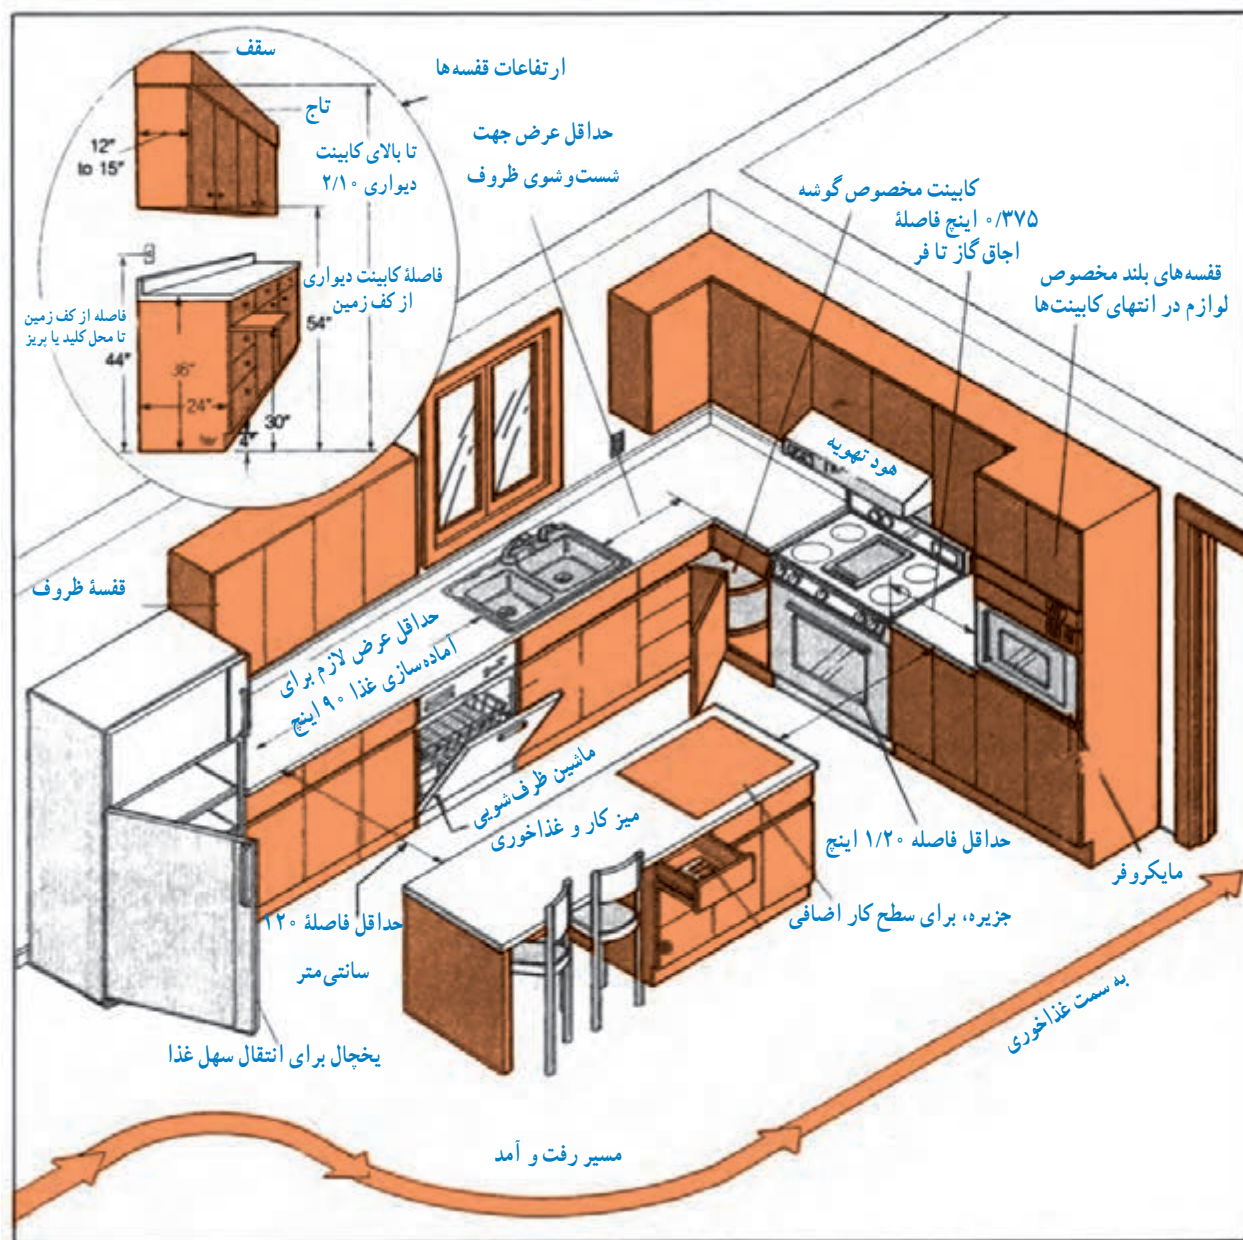 سقف
ارتفاعات قفسه‌ها
تاج
12"
to 15"
تا بالای کابینت
دیواری ۲/۱۰
حداقل عرض جهت
شست‌وشوی ظروف
کابینت مخصوص گوشه
۰/۳۷۵ اینچ فاصلهٔ
اجاق گاز تا فر
قفسه‌های بلند مخصوص
لوازم در انتهای کابینت‌ها
فاصلهٔ کابینت دیواری
از کف زمین
54"
فاصله از کف زمین
تا محل کلید یا پریز
44"
36"
24"
30"
4"
هود تهویه
قفسهٔ ظروف
حداقل عرض لازم برای
آماده‌سازی غذا ۹۰ اینچ
ماشین ظرف‌شویی
میز کار و غذاخوری
حداقل فاصله ۱/۲۰ اینچ
مایکروفر
حداقل فاصلهٔ ۱۲۰
سانتی‌متر
جزیره، برای سطح کار اضافی
یخچال برای انتقال سهل غذا
به سمت غذاخوری
مسیر رفت و آمد